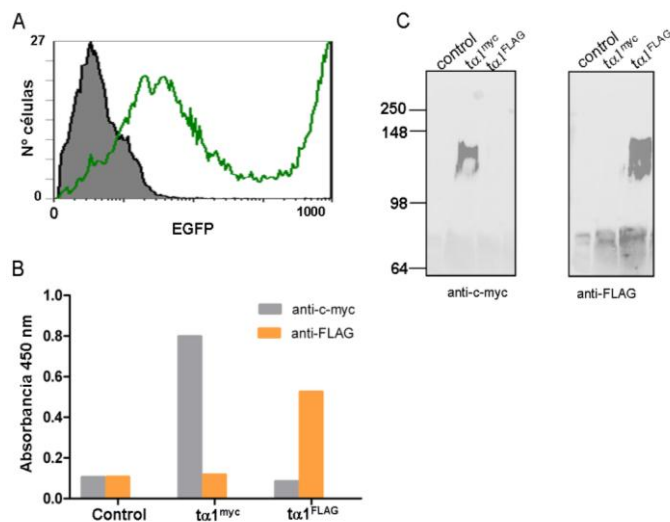 A
27
Nº células
0
0
1000
EGFP
B
Absorbancia 450 nm
1.0
0.8
0.6
0.4
0.2
0.0
anti-c-myc
anti-FLAG
Control
tα1myc
tα1FLAG
C
control
tα1myc
tα1FLAG
250
148
98
64
anti-c-myc
control
tα1myc
tα1FLAG
anti-FLAG